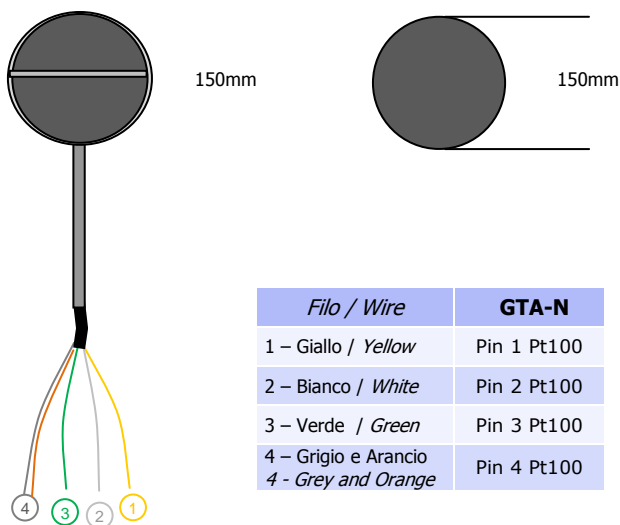 150mm
150mm
Filo / Wire GTA-N
1 – Giallo / Yellow Pin 1 Pt100
2 – Bianco / White Pin 2 Pt100
3 – Verde / Green Pin 3 Pt100
4 – Grigio e Arancio
4 - Grey and Orange Pin 4 Pt100
4 3 2 1